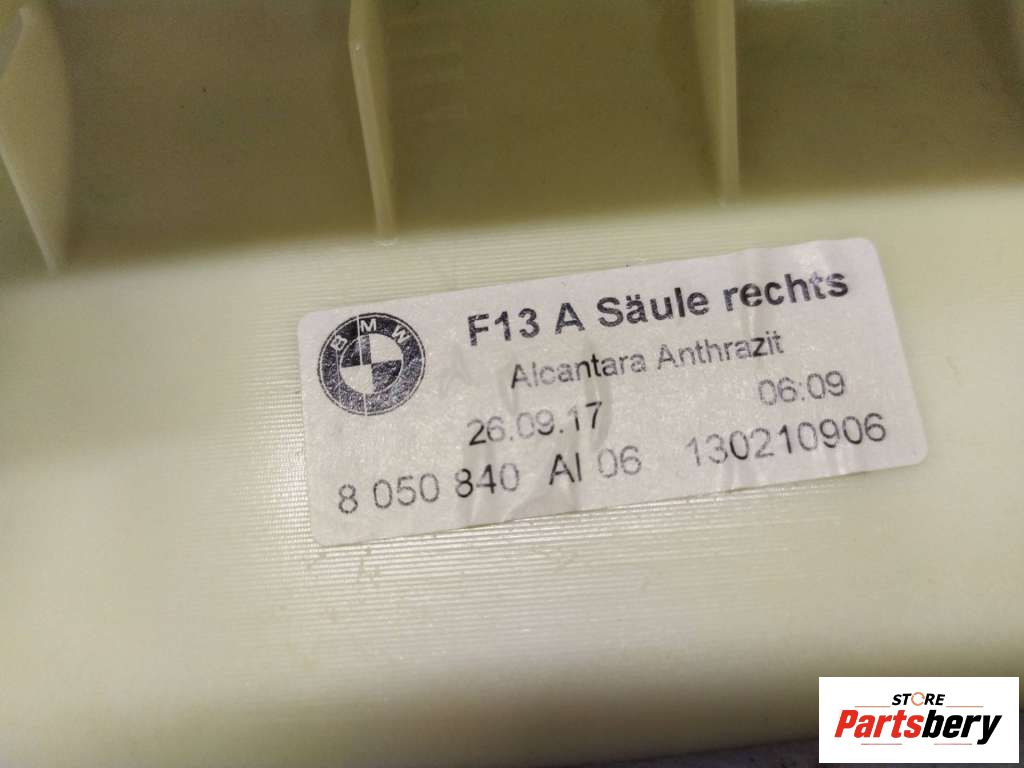 BMW
F13 A Säule rechts
Alcantara Anthrazit
26.09.17 06:09
8 050 840 AI 06 130210906
STORE
Partsbery